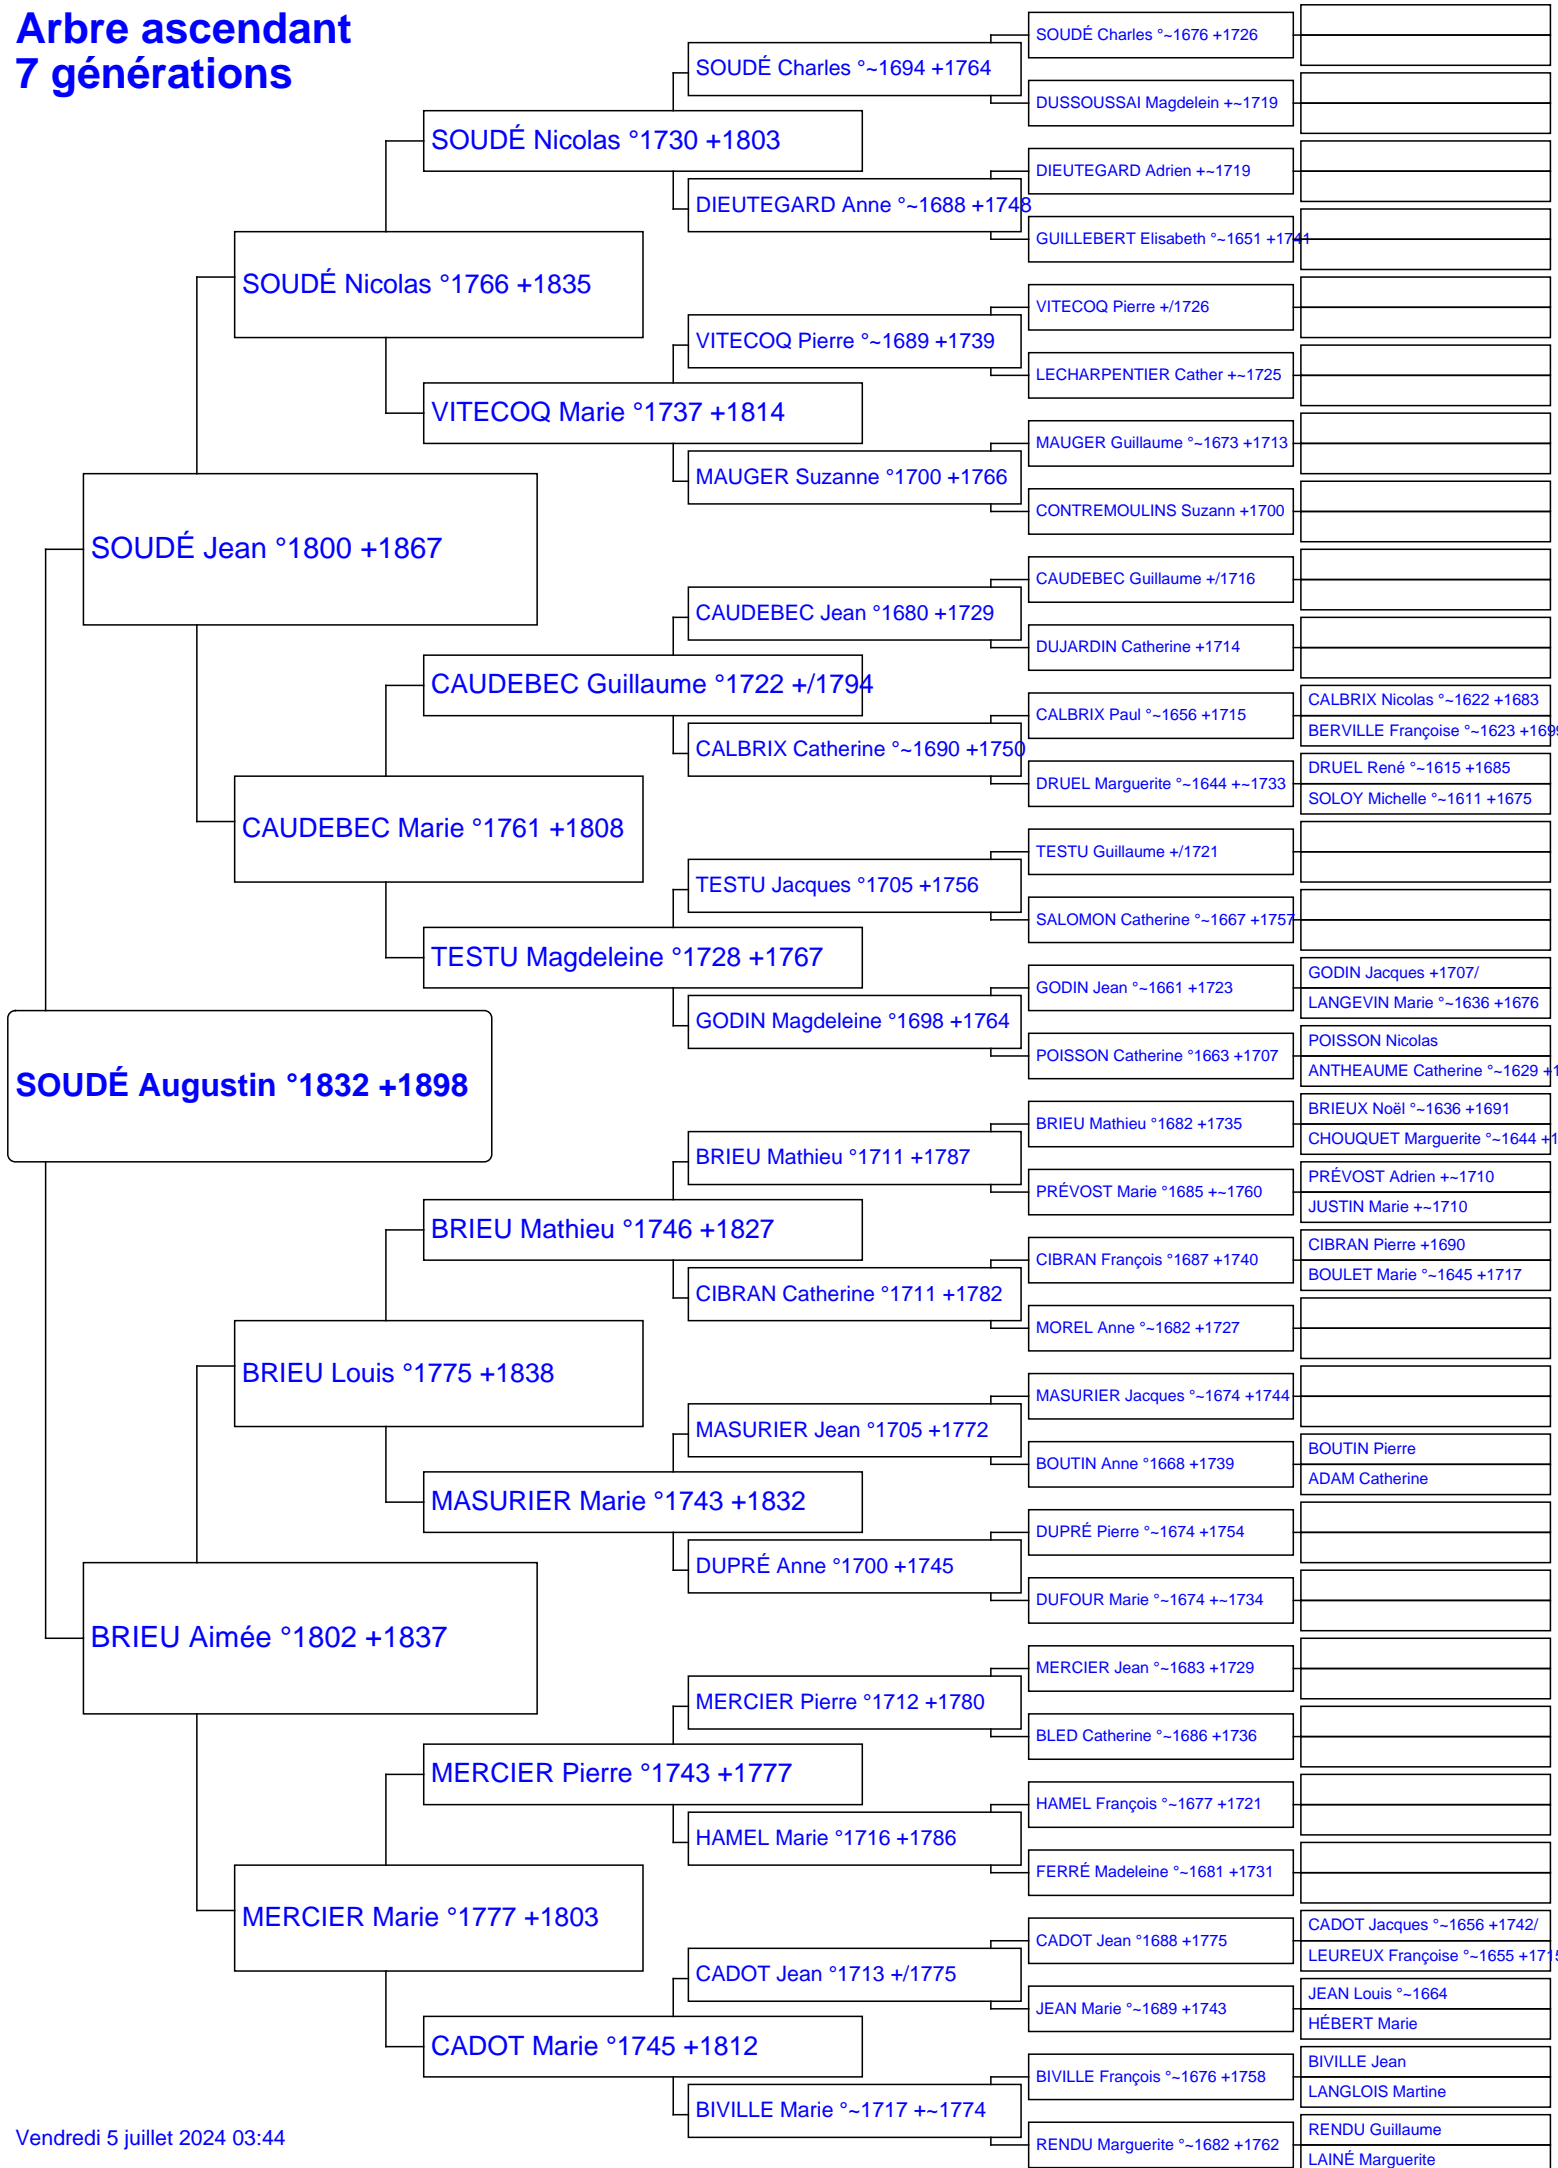 Arbre ascendant
7 générations
SOUDÉ Augustin °1832 +1898
SOUDÉ Jean °1800 +1867
BRIEU Aimée °1802 +1837
SOUDÉ Nicolas °1766 +1835
CAUDEBEC Marie °1761 +1808
BRIEU Louis °1775 +1838
MERCIER Marie °1777 +1803
SOUDÉ Nicolas °1730 +1803
VITECOQ Marie °1737 +1814
CAUDEBEC Guillaume °1722 +/1794
TESTU Magdeleine °1728 +1767
BRIEU Mathieu °1746 +1827
MASURIER Marie °1743 +1832
MERCIER Pierre °1743 +1777
CADOT Marie °1745 +1812
SOUDÉ Charles °~1694 +1764
DIEUTEGARD Anne °~1688 +1748
VITECOQ Pierre °~1689 +1739
MAUGER Suzanne °1700 +1766
CAUDEBEC Jean °1680 +1729
CALBRIX Catherine °~1690 +1750
TESTU Jacques °1705 +1756
GODIN Magdeleine °1698 +1764
BRIEU Mathieu °1711 +1787
CIBRAN Catherine °1711 +1782
MASURIER Jean °1705 +1772
DUPRÉ Anne °1700 +1745
MERCIER Pierre °1712 +1780
HAMEL Marie °1716 +1786
CADOT Jean °1713 +/1775
BIVILLE Marie °~1717 +~1774
SOUDÉ Charles °~1676 +1726
DUSSOUSSAI Magdelein +~1719
DIEUTEGARD Adrien +~1719
GUILLEBERT Elisabeth °~1651 +1741
VITECOQ Pierre +/1726
LECHARPENTIER Cather +~1725
MAUGER Guillaume °~1673 +1713
CONTREMOULINS Suzann +1700
CAUDEBEC Guillaume +/1716
DUJARDIN Catherine +1714
CALBRIX Paul °~1656 +1715
DRUEL Marguerite °~1644 +~1733
TESTU Guillaume +/1721
SALOMON Catherine °~1667 +1757
GODIN Jean °~1661 +1723
POISSON Catherine °1663 +1707
BRIEU Mathieu °1682 +1735
PRÉVOST Marie °1685 +~1760
CIBRAN François °1687 +1740
MOREL Anne °~1682 +1727
MASURIER Jacques °~1674 +1744
BOUTIN Anne °1668 +1739
DUPRÉ Pierre °~1674 +1754
DUFOUR Marie °~1674 +~1734
MERCIER Jean °~1683 +1729
BLED Catherine °~1686 +1736
HAMEL François °~1677 +1721
FERRÉ Madeleine °~1681 +1731
CADOT Jean °1688 +1775
JEAN Marie °~1689 +1743
BIVILLE François °~1676 +1758
RENDU Marguerite °~1682 +1762
CALBRIX Nicolas °~1622 +1683
BERVILLE Françoise °~1623 +1699
DRUEL René °~1615 +1685
SOLOY Michelle °~1611 +1675
GODIN Jacques +1707/
LANGEVIN Marie °~1636 +1676
POISSON Nicolas
ANTHEAUME Catherine °~1629 +1
BRIEUX Noël °~1636 +1691
CHOUQUET Marguerite °~1644 +1
PRÉVOST Adrien +~1710
JUSTIN Marie +~1710
CIBRAN Pierre +1690
BOULET Marie °~1645 +1717
BOUTIN Pierre
ADAM Catherine
CADOT Jacques °~1656 +1742/
LEUREUX Françoise °~1655 +1715
JEAN Louis °~1664
HÉBERT Marie
BIVILLE Jean
LANGLOIS Martine
RENDU Guillaume
LAINÉ Marguerite
Vendredi 5 juillet 2024 03:44